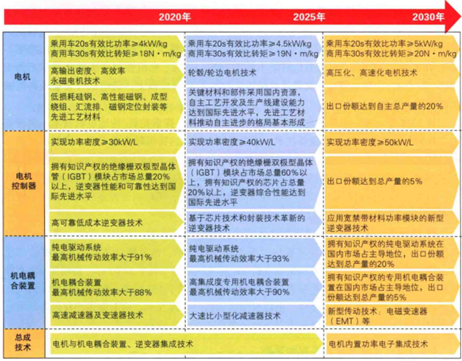 2020年
2025年
2030年
电机
乘用车20s有效比功率≥4kW/kg
商用车30s有效比转矩≥18N·m/kg
乘用车20s有效比功率≥4.5kW/kg
商用车30s有效比转矩≥19N·m/kg
乘用车20s有效比功率≥5kW/kg
商用车30s有效比转矩≥20N·m/kg
高输出密度、高效率
永磁电机技术
轮毂/轮边电机技术
高压化、高速化电机技术
低损耗硅钢、高性能磁钢、成型
绕组、汇流排、磁钢定位封装等
先进工艺材料
关键材料和部件采用国内资源，
自主工艺开发及生产线建设能力
达到国际先进水平，先进工艺材
料推动自主进步的格局基本形成
出口份额达到自主总产量的20%
电机
控制器
实现功率密度≥30kW/L
实现功率密度≥40kW/L
实现功率密度≥50kW/L
拥有知识产权的绝缘栅双极型晶体
管（IGBT）模块占市场总量20%
以上，逆变器性能和可靠性达到国
际先进水平
拥有知识产权的绝缘栅双极型晶体管
（IGBT）模块占市场总量60%以
上，拥有知识产权的芯片占总量
20%以上，逆变器综合性能达到
国际先进水平
出口份额达到总产量的5%
高可靠低成本逆变器技术
基于芯片技术和封装技术革新的
逆变器技术
应用宽禁带材料功率模块的新型
逆变器技术
机电耦
合装置
纯电驱动系统
最高机械传动效率大于91%
纯电驱动系统
最高机械传动效率大于93%
拥有知识产权的纯电驱动系统在
国内市场占主导地位，出口份额
达到总产量的20%
机电耦合装置
最高机械传动效率大于88%
高集成度专用机电耦合装置
最高机械传动效率大于90%
拥有知识产权的专用机电耦合装
置在国内市场占主导地位，出口
份额达到总产量的5%
高速减速器及变速器技术
大速比小型化减速器技术
新型传动技术：电磁变速器
（EMT）等
总成
技术
电机与机电耦合装置、逆变器集成技术
电机内置功率电子集成技术